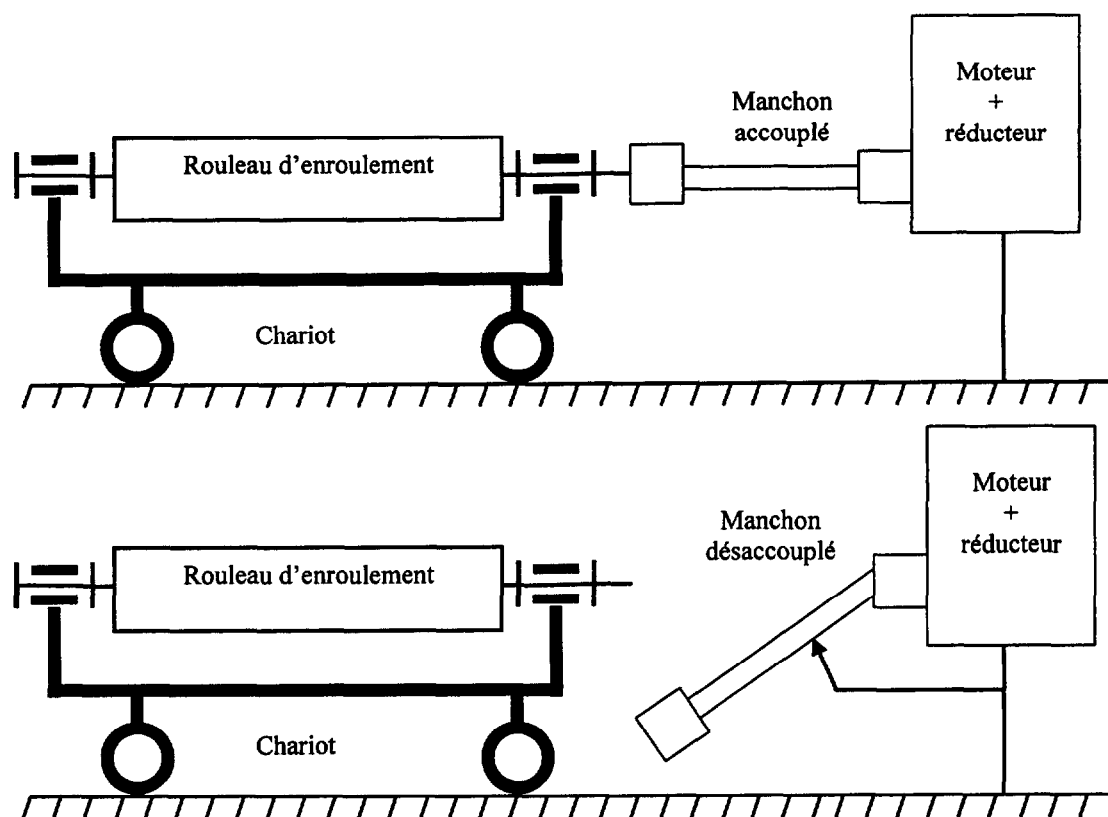 Moteur
+
réducteur
Manchon
accouplé
Rouleau d'enroulement
Chariot
Moteur
+
réducteur
Manchon
désaccouplé
Rouleau d'enroulement
Chariot